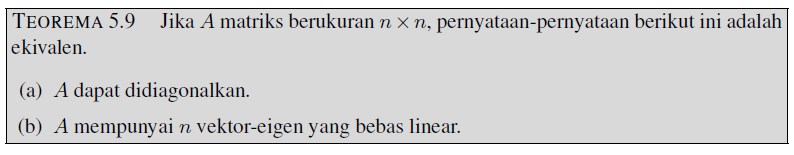 TEOREMA 5.9 Jika A matriks berukuran n × n, pernyataan-pernyataan berikut ini adalah
ekivalen.
(a) A dapat didiagonalkan.
(b) A mempunyai n vektor-eigen yang bebas linear.